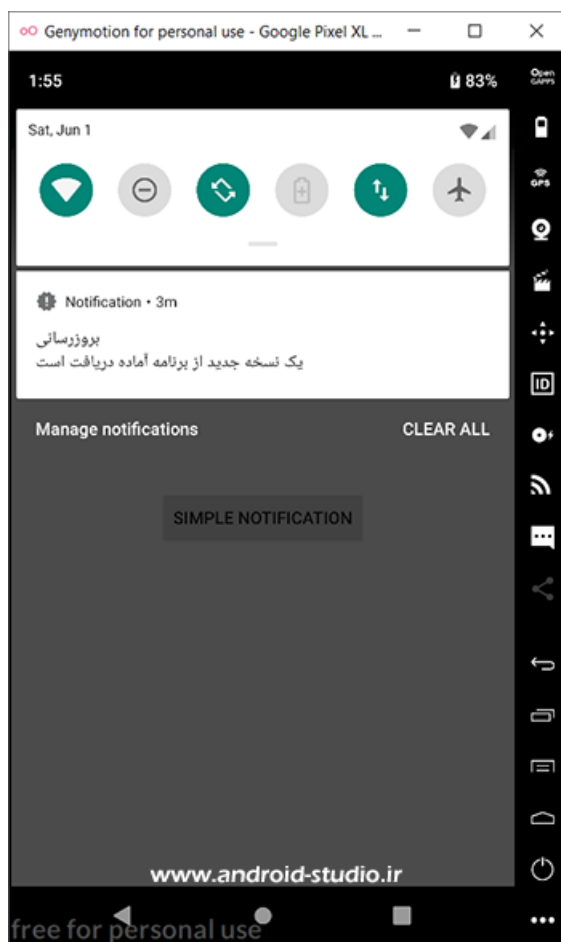 Genymotion for personal use - Google Pixel XL ...
1:55
83%
Open
GAPPS
Sat, Jun 1
GPS
Notification • 3m
بروزرسانی
یک نسخه جدید از برنامه آماده دریافت است
ID
Manage notifications
CLEAR ALL
SIMPLE NOTIFICATION
www.android-studio.ir
free for personal use